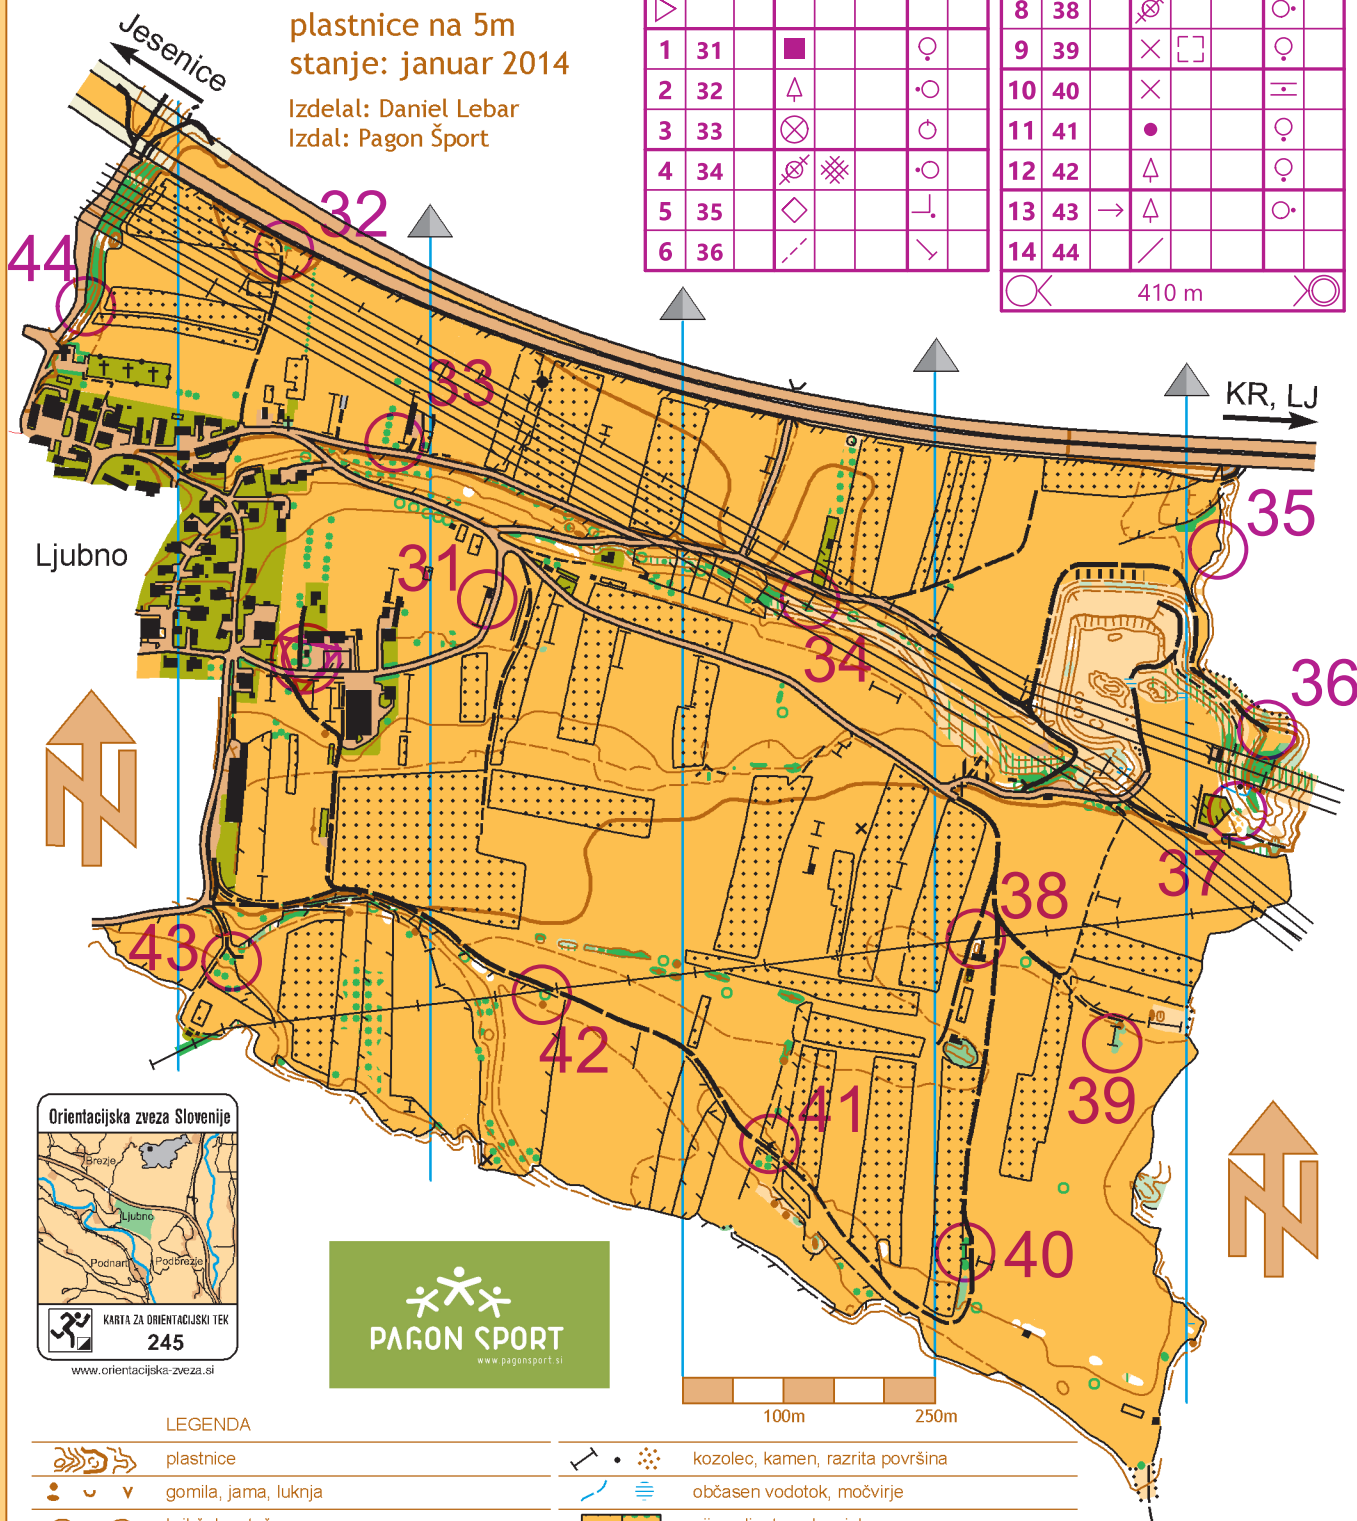 plastnice na 5m
stanje: januar 2014
Izdelal: Daniel Lebar
Izdal: Pagon Šport
Jesenice
1 31
2 32
3 33
4 34
5 35
6 36
8 38
9 39
10 40
11 41
12 42
13 43
14 44
410 m
KR, LJ
32
44
33
35
31
34
36
37
38
43
42
39
41
40
Ljubno
Orientacijska zveza Slovenije
Brezje
Ljubno
Podnart
Podbrezje
KARTA ZA ORIENTACIJSKI TEK
245
www.orientacijska-zveza.si
PAGON SPORT
www.pagonsport.si
100m 250m
LEGENDA
plastnice
kozolec, kamen, razrita površina
gomila, jama, luknja
občasen vodotok, močvirje